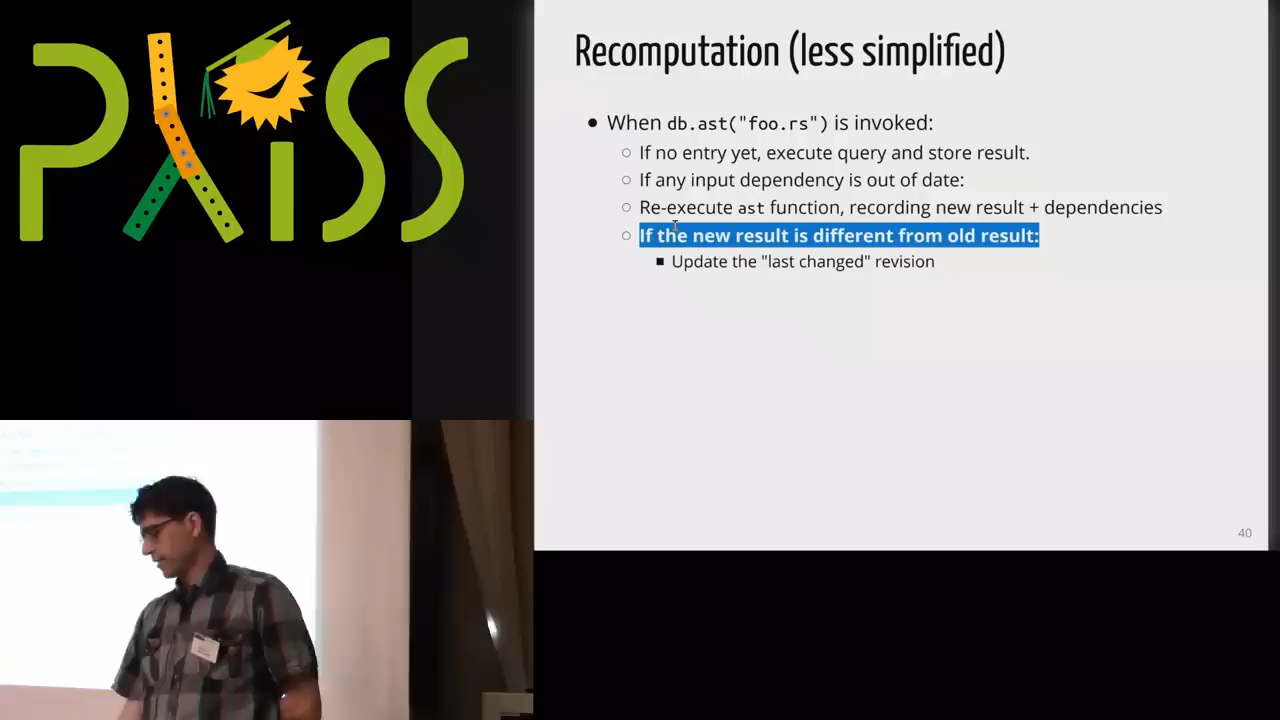 PLISS
Recomputation (less simplified)
● When db.ast("foo.rs") is invoked:
○ If no entry yet, execute query and store result.
○ If any input dependency is out of date:
○ Re-execute ast function, recording new result + dependencies
○ If the new result is different from old result:
■ Update the "last changed" revision
40